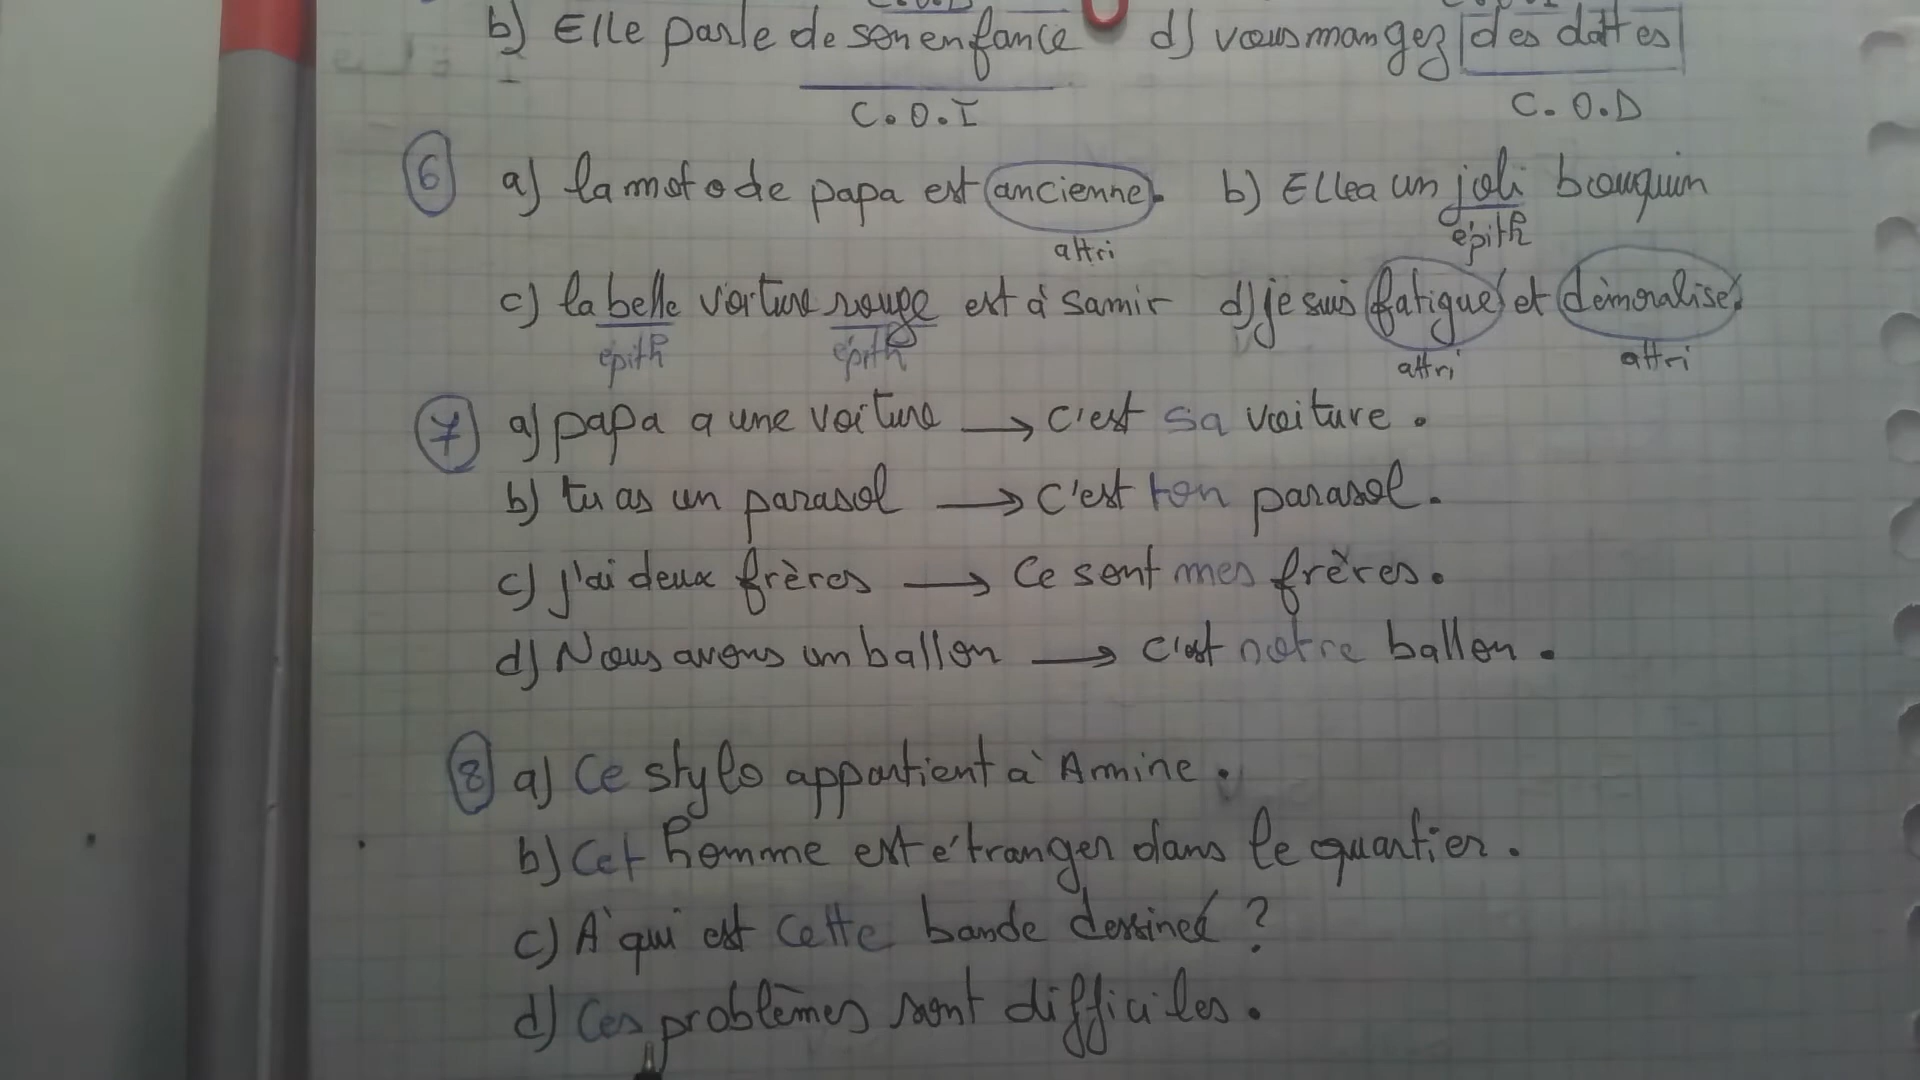 b) Elle parle de son enfance d) vous mangez des dattes
C.O.I C.O.D
6 a) la moto de papa est ancienne. b) Elle a un joli bouquin
attri épith
c) la belle voiture rouge est à samir d) je suis fatigué et démoralisé.
épith épith attri attri
7 a) papa a une voiture → c'est sa voiture.
b) tu as un parasol → c'est ton parasol.
c) j'ai deux frères → Ce sont mes frères.
d) Nous avons un ballon → c'est notre ballon.
8 a) Ce stylo appartient à Amine.
b) Cet homme est étranger dans le quartier.
c) A qui est cette bande dessineé ?
d) Ces problèmes sont difficiles.